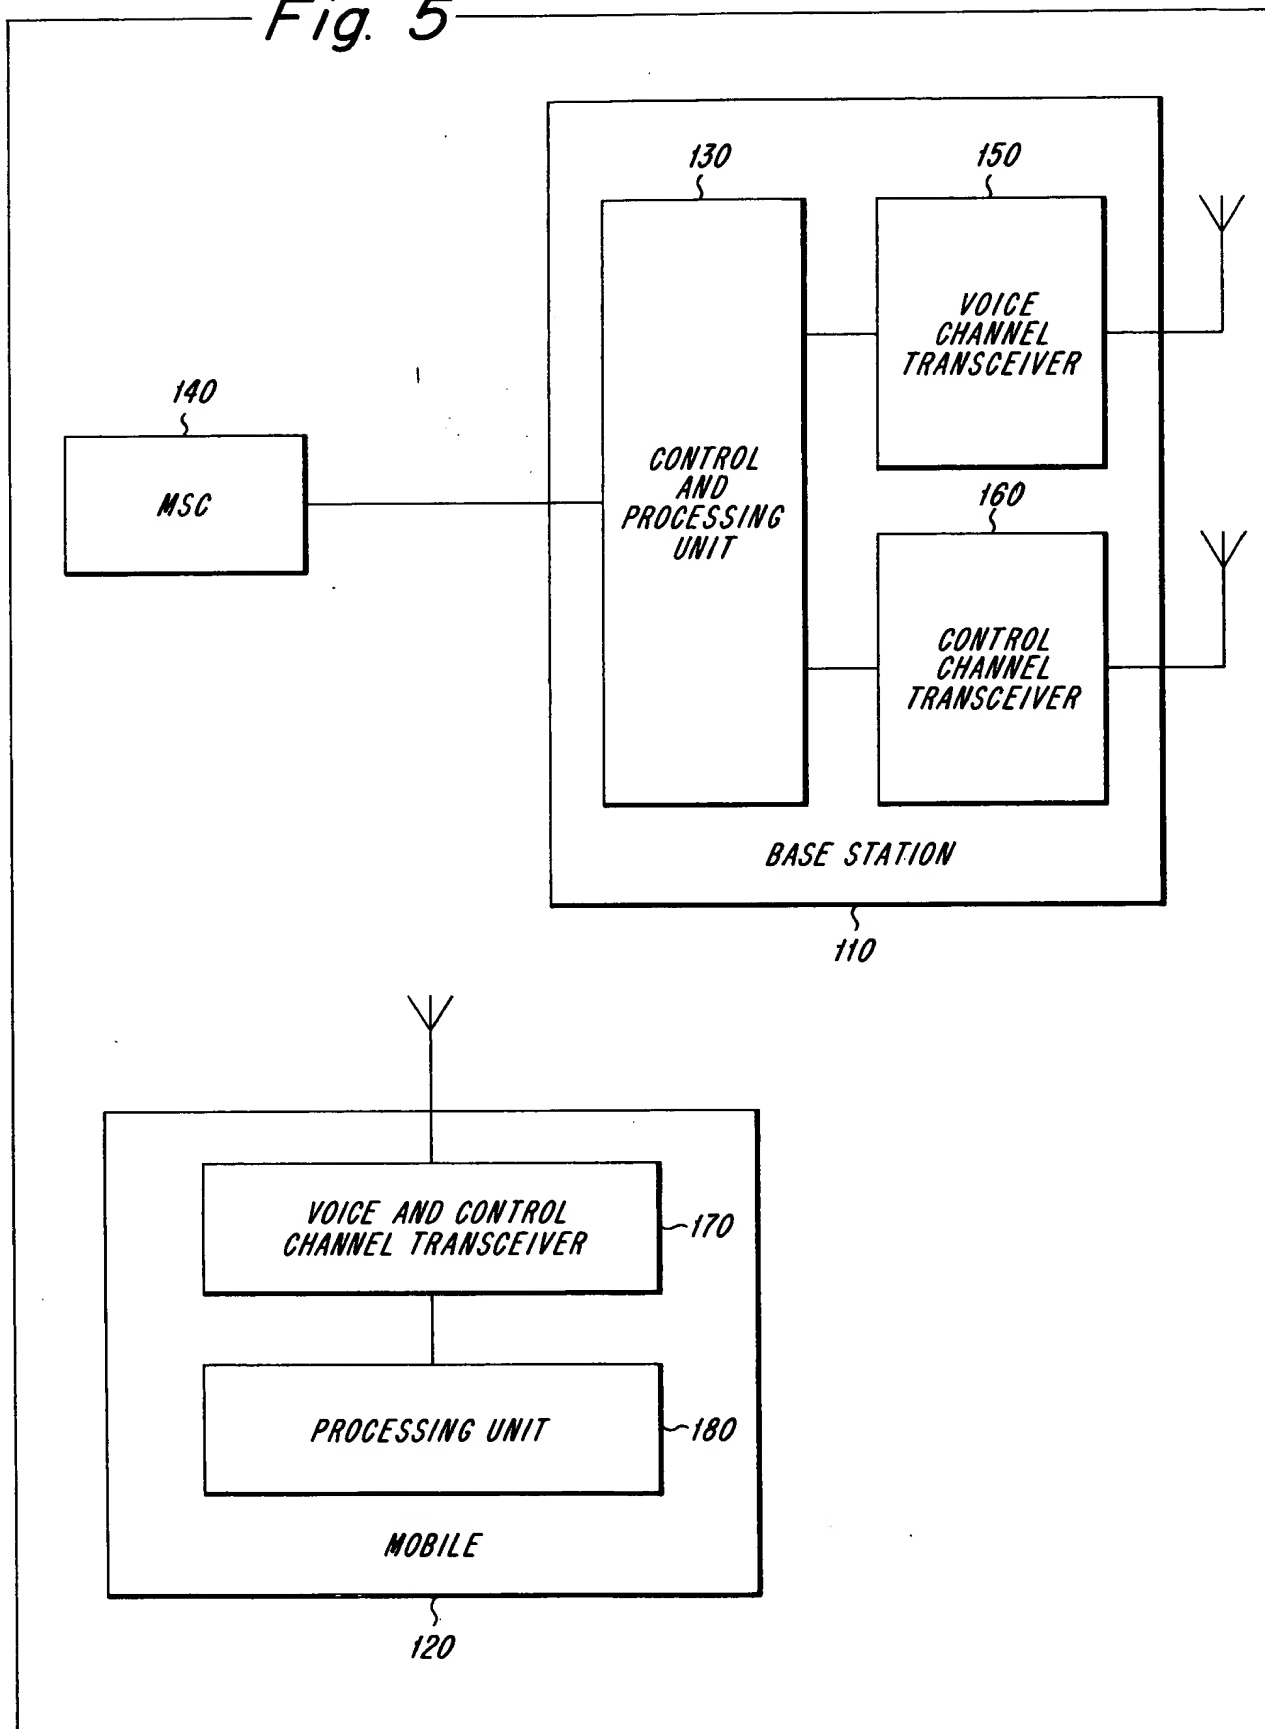 Fig. 5
130
150
VOICE
CHANNEL
TRANSCEIVER
140
MSC
CONTROL
AND
PROCESSING
UNIT
160
CONTROL
CHANNEL
TRANSCEIVER
BASE STATION
110
VOICE AND CONTROL
CHANNEL TRANSCEIVER
170
PROCESSING UNIT
180
MOBILE
120